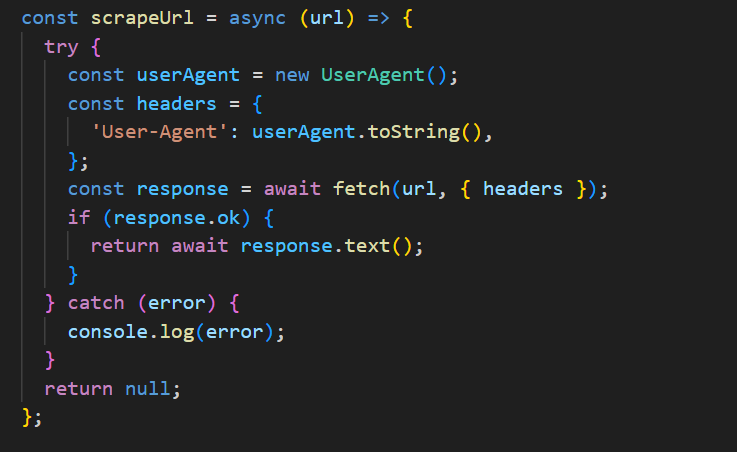 const scrapeUrl = async (url) => {
  try {
    const userAgent = new UserAgent();
    const headers = {
      'User-Agent': userAgent.toString(),
    };
    const response = await fetch(url, { headers });
    if (response.ok) {
      return await response.text();
    }
  } catch (error) {
    console.log(error);
  }
  return null;
};